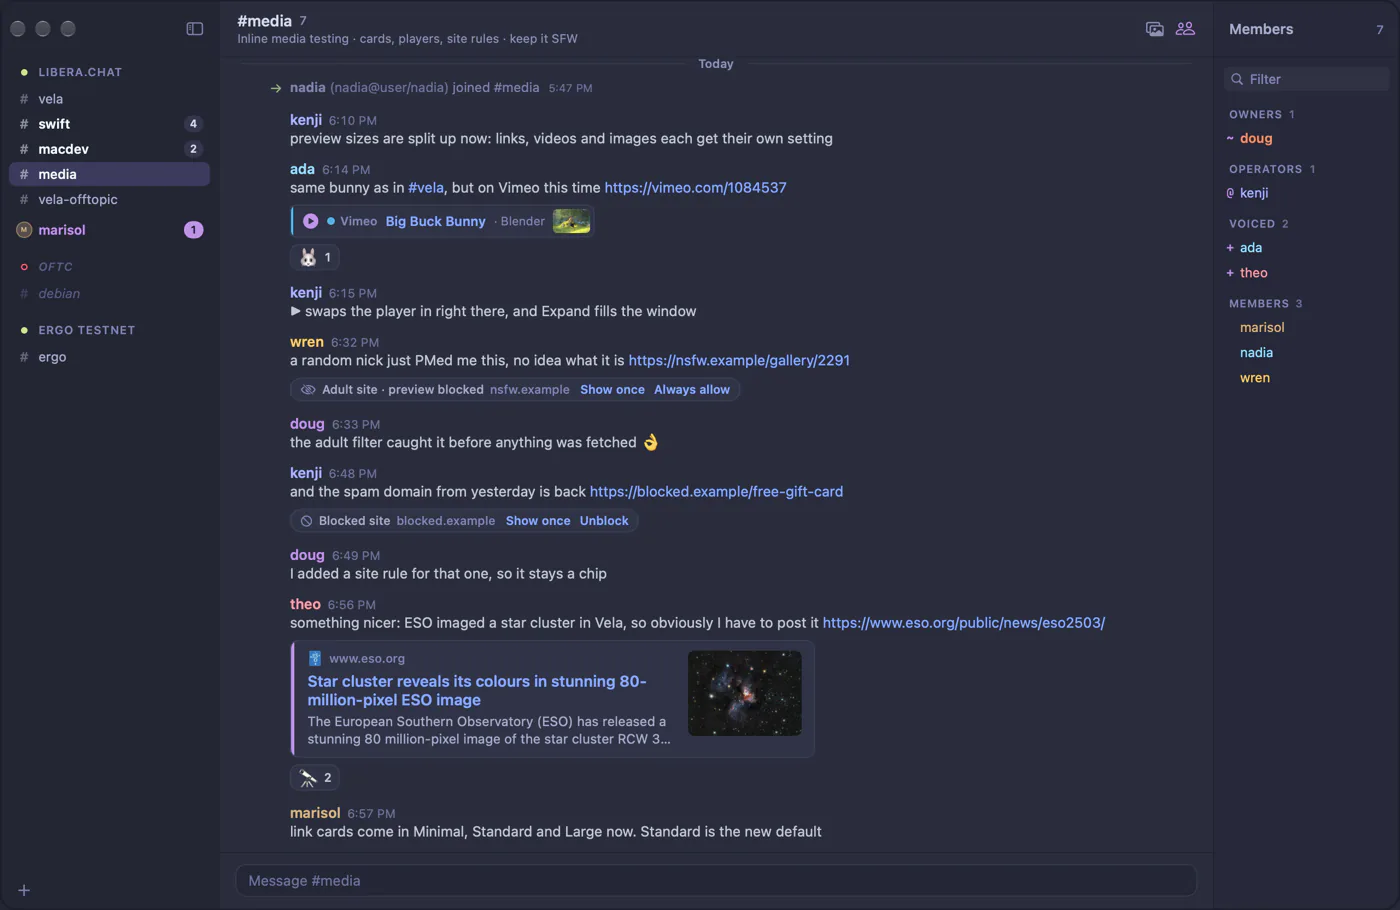 LIBERA.CHAT
# vela
# swift 4
# macdev 2
# media
# vela-offtopic
M marisol 1
OFTC
# debian
ERGO TESTNET
# ergo
+
#media 7
Inline media testing · cards, players, site rules · keep it SFW
Today
→ nadia (nadia@user/nadia) joined #media 5:47 PM
kenji 6:10 PM
preview sizes are split up now: links, videos and images each get their own setting
ada 6:14 PM
same bunny as in #vela, but on Vimeo this time https://vimeo.com/1084537
Vimeo Big Buck Bunny · Blender
🐰 1
kenji 6:15 PM
▶ swaps the player in right there, and Expand fills the window
wren 6:32 PM
a random nick just PMed me this, no idea what it is https://nsfw.example/gallery/2291
Adult site · preview blocked nsfw.example Show once Always allow
doug 6:33 PM
the adult filter caught it before anything was fetched 👌
kenji 6:48 PM
and the spam domain from yesterday is back https://blocked.example/free-gift-card
Blocked site blocked.example Show once Unblock
doug 6:49 PM
I added a site rule for that one, so it stays a chip
theo 6:56 PM
something nicer: ESO imaged a star cluster in Vela, so obviously I have to post it https://www.eso.org/public/news/eso2503/
www.eso.org
Star cluster reveals its colours in stunning 80-
million-pixel ESO image
The European Southern Observatory (ESO) has released a
stunning 80 million-pixel image of the star cluster RCW 3...
🔭 2
marisol 6:57 PM
link cards come in Minimal, Standard and Large now. Standard is the new default
Message #media
Members 7
Filter
OWNERS 1
~ doug
OPERATORS 1
@ kenji
VOICED 2
+ ada
+ theo
MEMBERS 3
marisol
nadia
wren